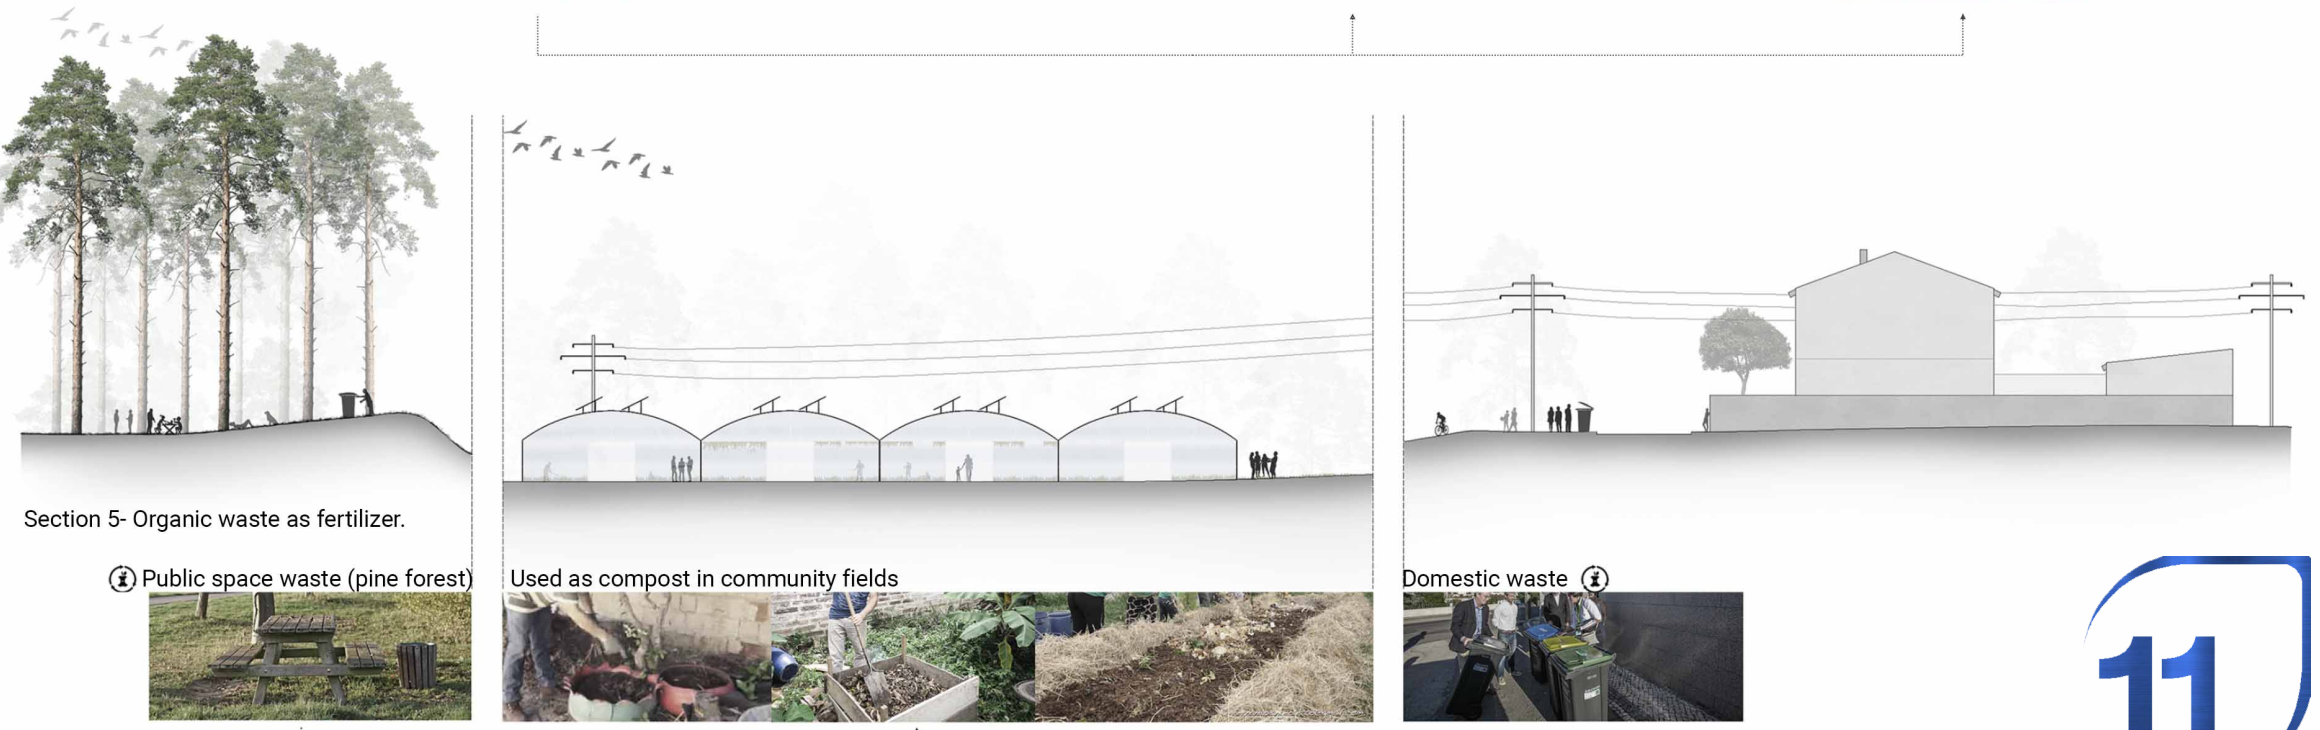 Section 5- Organic waste as fertilizer.
Public space waste (pine forest)
Used as compost in community fields
Domestic waste
11